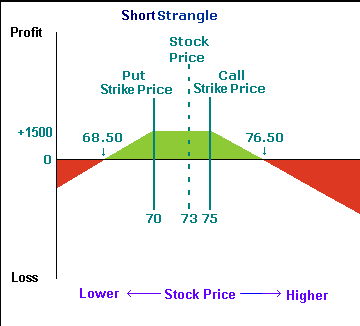 Short Strangle
Profit
Stock
Price
Put
Strike Price
Call
Strike Price
+1500
68.50
76.50
0
70
73
75
Loss
Lower
Stock Price
Higher